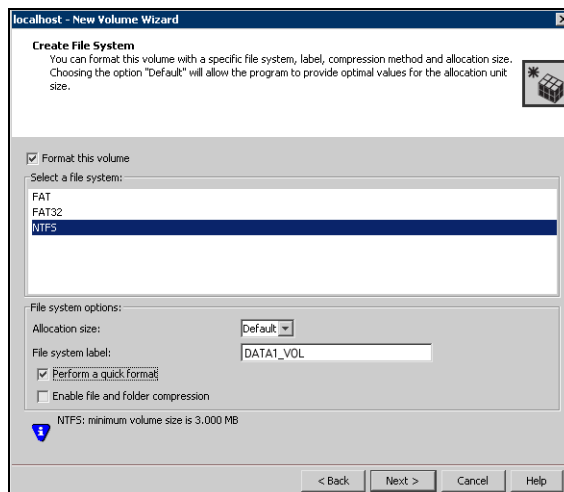 localhost - New Volume Wizard
Create File System
You can format this volume with a specific file system, label, compression method and allocation size.
Choosing the option "Default" will allow the program to provide optimal values for the allocation unit
size.
Format this volume
Select a file system:
FAT
FAT32
NTFS
File system options:
Allocation size: Default
File system label: DATA1_VOL
Perform a quick format
Enable file and folder compression
NTFS: minimum volume size is 3.000 MB
< Back Next > Cancel Help